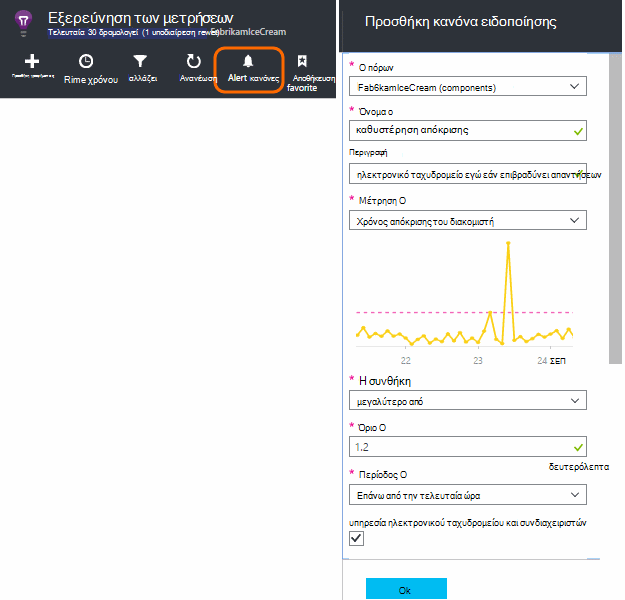 Εξερεύνηση των μετρήσεων
Τελευταία 30 δρομολογεί (1 υποδιαίρεση
FabrikamIceCream
Rime χρόνου
αλλάζει
Ανανέωση
Alert κανόνες
Αποθήκευση
favorite
Προσθήκη κανόνα ειδοποίησης
* Ο πόρων
Fab6kamIceCream (components)
* Όνομα ο
καθυστέρηση απόκρισης
Περιγραφή
ηλεκτρονικό ταχυδρομείο εγώ εάν επιβραδύνει απαντήσεων
* Μέτρηση Ο
Χρόνος απόκρισης του διακομιστή
22 23 24 ΣΕΠ
* Η συνθήκη
μεγαλύτερο από
* Όριο Ο
1.2
δευτερόλεπτα
* Περίοδος Ο
Επάνω από την τελευταία ώρα
υπηρεσία ηλεκτρονικού ταχυδρομείου και συνδιαχειριστών
Ok